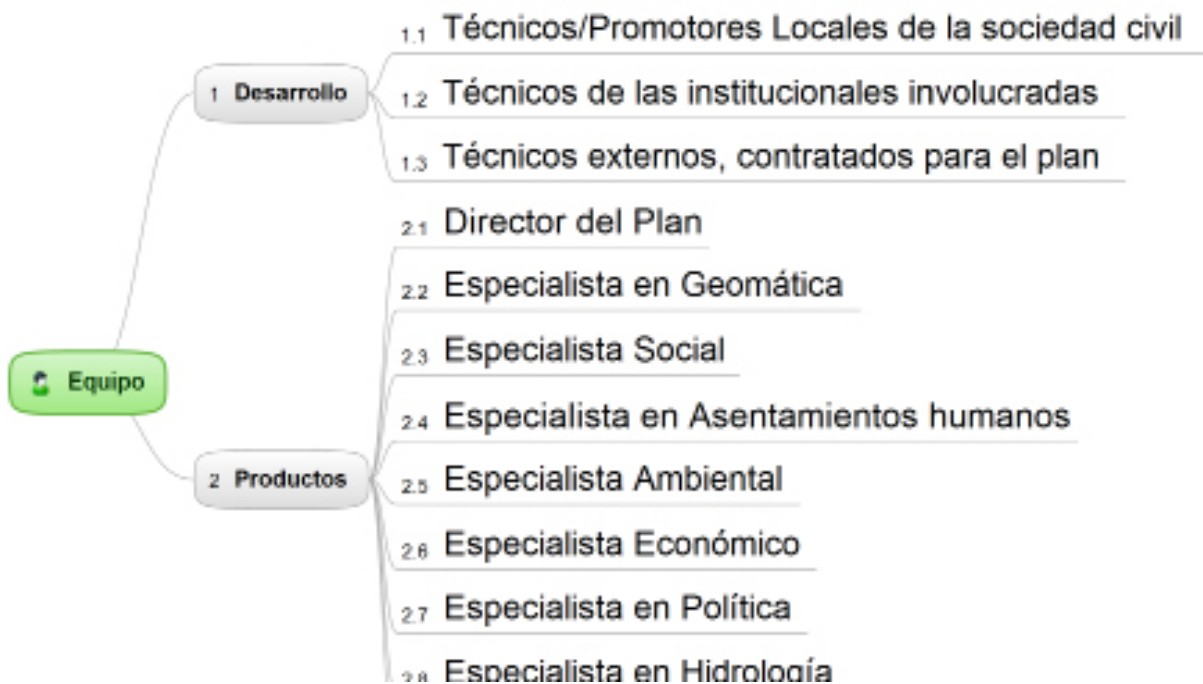 1.1 Técnicos/Promotores Locales de la sociedad civil
1 Desarrollo
1.2 Técnicos de las institucionales involucradas
1.3 Técnicos externos, contratados para el plan
2.1 Director del Plan
2.2 Especialista en Geomática
2.3 Especialista Social
Equipo
2.4 Especialista en Asentamientos humanos
2 Productos
2.5 Especialista Ambiental
2.6 Especialista Económico
2.7 Especialista en Política
2.8 Especialista en Hidrología